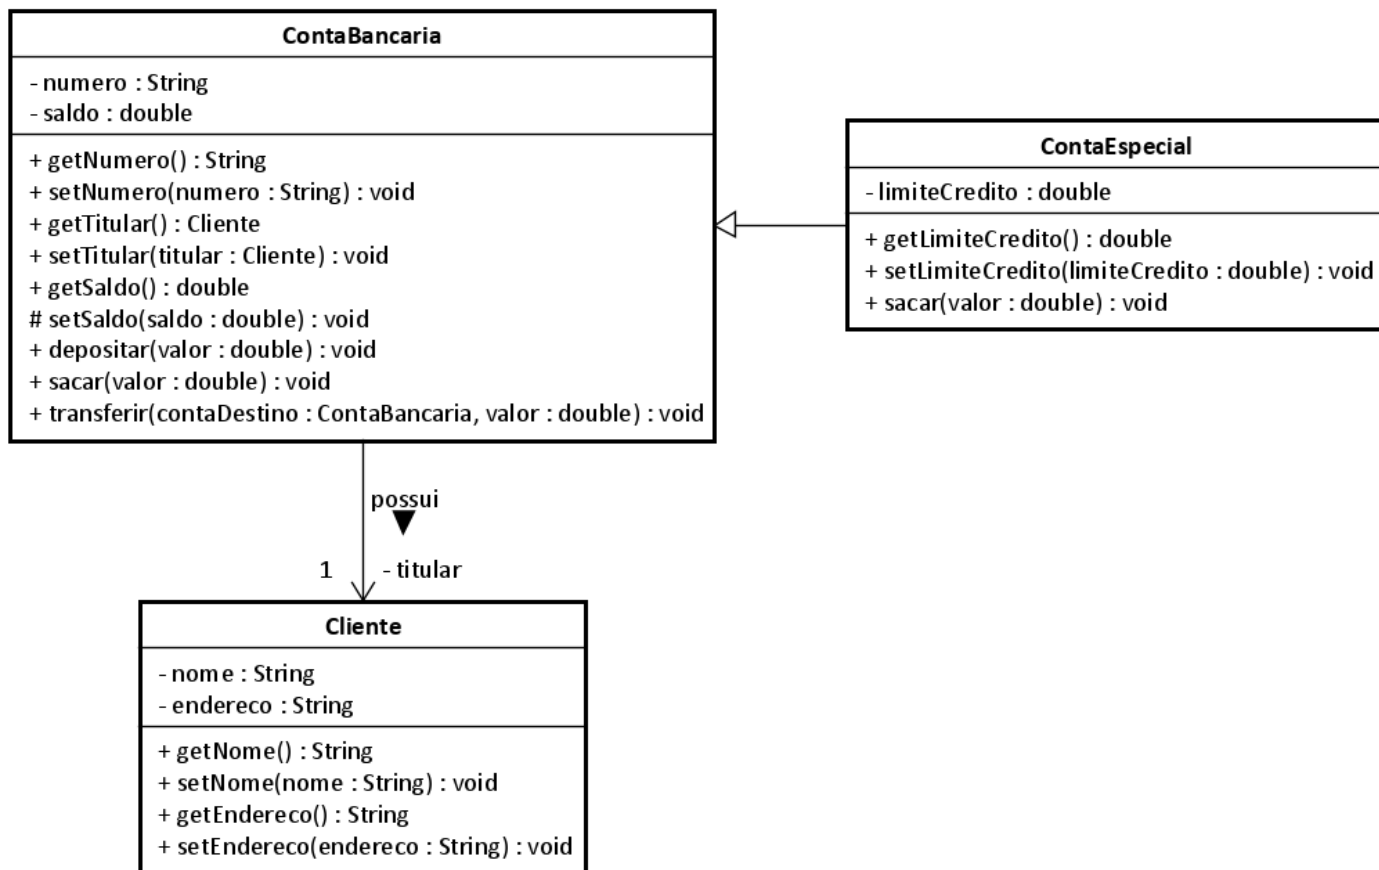 ContaBancaria
- numero : String
- saldo : double
+ getNumero() : String
+ setNumero(numero : String) : void
+ getTitular() : Cliente
+ setTitular(titular : Cliente) : void
+ getSaldo() : double
# setSaldo(saldo : double) : void
+ depositar(valor : double) : void
+ sacar(valor : double) : void
+ transferir(contaDestino : ContaBancaria, valor : double) : void
ContaEspecial
- limiteCredito : double
+ getLimiteCredito() : double
+ setLimiteCredito(limiteCredito : double) : void
+ sacar(valor : double) : void
possui
1 - titular
Cliente
- nome : String
- endereco : String
+ getNome() : String
+ setNome(nome : String) : void
+ getEndereco() : String
+ setEndereco(endereco : String) : void